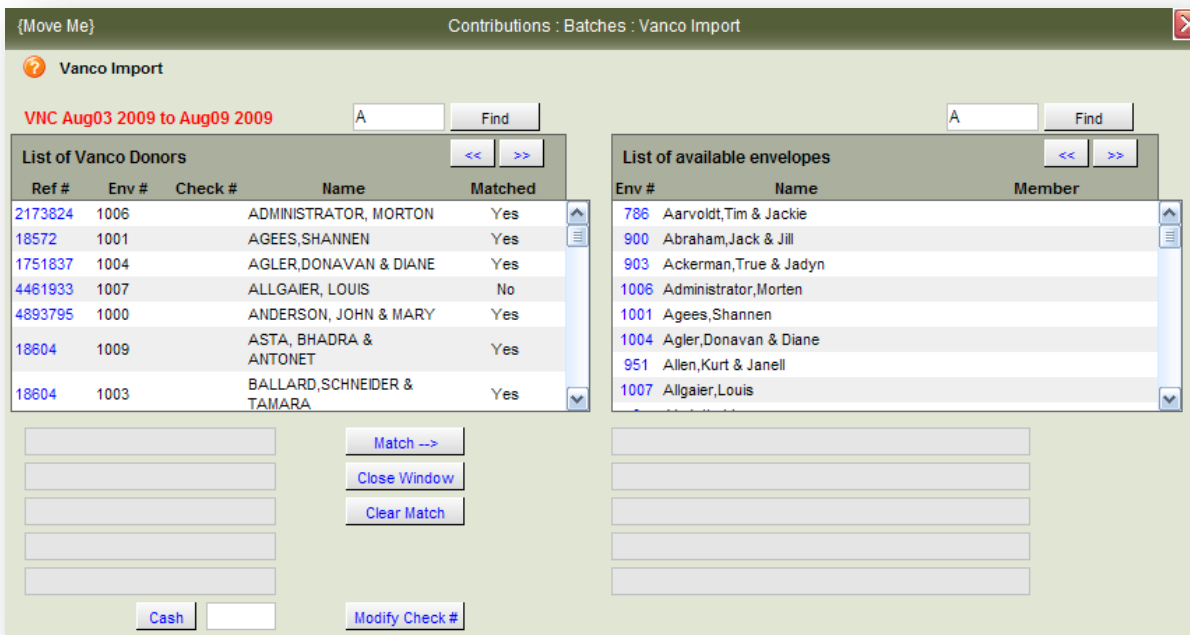 {Move Me}
Contributions : Batches : Vanco Import
Vanco Import
VNC Aug03 2009 to Aug09 2009
A
Find
A
Find
List of Vanco Donors
<< >>
Ref # Env # Check # Name Matched
2173824 1006 ADMINISTRATOR, MORTON Yes
18572 1001 AGEES,SHANNEN Yes
1751837 1004 AGLER,DONAVAN & DIANE Yes
4461933 1007 ALLGAIER, LOUIS No
4893795 1000 ANDERSON, JOHN & MARY Yes
18604 1009 ASTA, BHADRA &
ANTONET Yes
18604 1003 BALLARD,SCHNEIDER &
TAMARA Yes
List of available envelopes
<< >>
Env # Name Member
786 Aarvoldt,Tim & Jackie
900 Abraham,Jack & Jill
903 Ackerman,True & Jadyn
1006 Administrator,Morten
1001 Agees,Shannen
1004 Agler,Donavan & Diane
951 Allen,Kurt & Janell
1007 Allgaier,Louis
Match -->
Close Window
Clear Match
Cash
Modify Check #